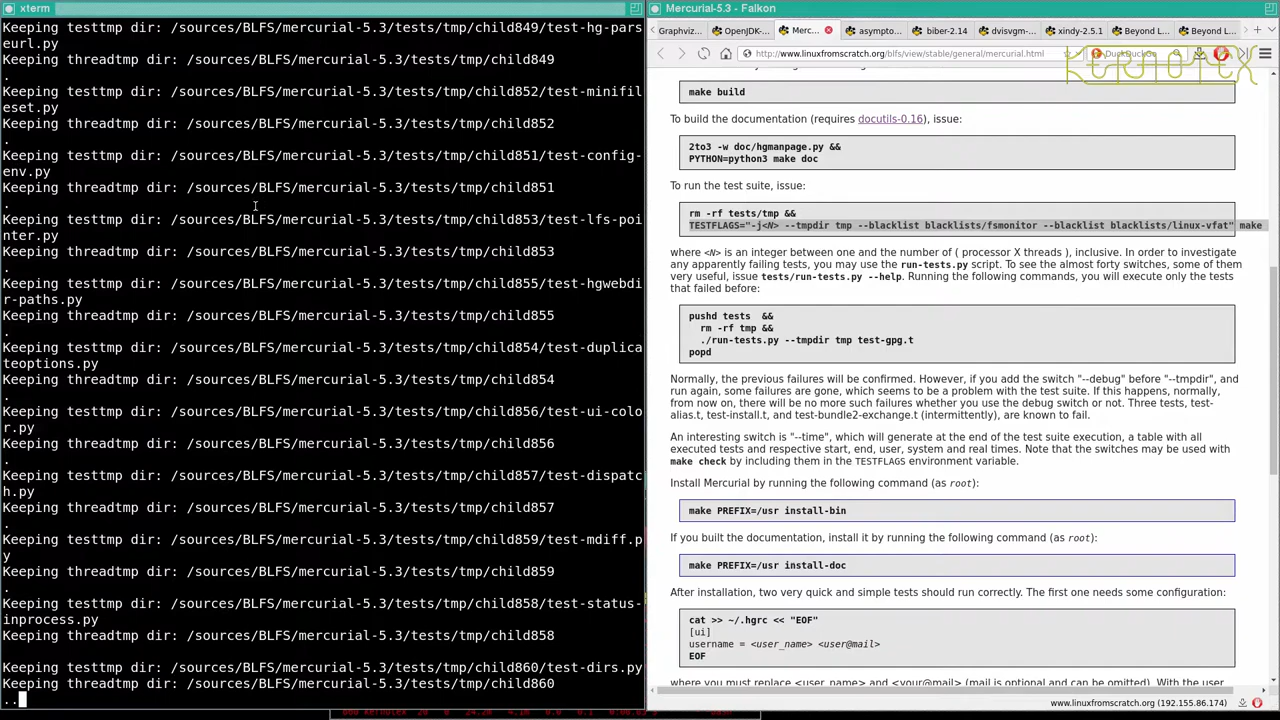 xterm
Keeping testtmp dir: /sources/BLFS/mercurial-5.3/tests/tmp/child849/test-hg-pars
eurl.py
Keeping threadtmp dir: /sources/BLFS/mercurial-5.3/tests/tmp/child849
.
Keeping testtmp dir: /sources/BLFS/mercurial-5.3/tests/tmp/child852/test-minifil
eset.py
Keeping threadtmp dir: /sources/BLFS/mercurial-5.3/tests/tmp/child852
.
Keeping testtmp dir: /sources/BLFS/mercurial-5.3/tests/tmp/child851/test-config-
env.py
Keeping threadtmp dir: /sources/BLFS/mercurial-5.3/tests/tmp/child851
.
Keeping testtmp dir: /sources/BLFS/mercurial-5.3/tests/tmp/child853/test-lfs-poi
nter.py
Keeping threadtmp dir: /sources/BLFS/mercurial-5.3/tests/tmp/child853
.
Keeping testtmp dir: /sources/BLFS/mercurial-5.3/tests/tmp/child855/test-hgwebdi
r-paths.py
Keeping threadtmp dir: /sources/BLFS/mercurial-5.3/tests/tmp/child855
.
Keeping testtmp dir: /sources/BLFS/mercurial-5.3/tests/tmp/child854/test-duplica
teoptions.py
Keeping threadtmp dir: /sources/BLFS/mercurial-5.3/tests/tmp/child854
.
Keeping testtmp dir: /sources/BLFS/mercurial-5.3/tests/tmp/child856/test-ui-colo
r.py
Keeping threadtmp dir: /sources/BLFS/mercurial-5.3/tests/tmp/child856
.
Keeping testtmp dir: /sources/BLFS/mercurial-5.3/tests/tmp/child857/test-dispatc
h.py
Keeping threadtmp dir: /sources/BLFS/mercurial-5.3/tests/tmp/child857
.
Keeping testtmp dir: /sources/BLFS/mercurial-5.3/tests/tmp/child859/test-mdiff.p
y
Keeping threadtmp dir: /sources/BLFS/mercurial-5.3/tests/tmp/child859
.
Keeping testtmp dir: /sources/BLFS/mercurial-5.3/tests/tmp/child858/test-status-
inprocess.py
Keeping threadtmp dir: /sources/BLFS/mercurial-5.3/tests/tmp/child858
Keeping testtmp dir: /sources/BLFS/mercurial-5.3/tests/tmp/child860/test-dirs.py
Keeping threadtmp dir: /sources/BLFS/mercurial-5.3/tests/tmp/child860
..
Mercurial-5.3 - Falkon
Graphviz... OpenJDK-... Merc... asympto... biber-2.14 dvisvgm-... xindy-2.5.1 Beyond L... Beyond L...
http://www.linuxfromscratch.org/blfs/view/stable/general/mercurial.html DuckDuckGo
KERNOTEX
make build
To build the documentation (requires docutils-0.16), issue:
2to3 -w doc/hgmanpage.py &&
PYTHON=python3 make doc
To run the test suite, issue:
rm -rf tests/tmp &&
TESTFLAGS="-j<N> --tmpdir tmp --blacklist blacklists/fsmonitor --blacklist blacklists/linux-vfat" make
where <N> is an integer between one and the number of ( processor X threads ), inclusive. In order to investigate
any apparently failing tests, you may use the run-tests.py script. To see the almost forty switches, some of them
very useful, issue tests/run-tests.py --help. Running the following commands, you will execute only the tests
that failed before:
pushd tests &&
rm -rf tmp &&
./run-tests.py --tmpdir tmp test-gpg.t
popd
Normally, the previous failures will be confirmed. However, if you add the switch "--debug" before "--tmpdir", and
run again, some failures are gone, which seems to be a problem with the test suite. If this happens, normally,
from now on, there will be no more such failures whether you use the debug switch or not. Three tests, test-
alias.t, test-install.t, and test-bundle2-exchange.t (intermittently), are known to fail.
An interesting switch is "--time", which will generate at the end of the test suite execution, a table with all
executed tests and respective start, end, user, system and real times. Note that the switches may be used with
make check by including them in the TESTFLAGS environment variable.
Install Mercurial by running the following command (as root):
make PREFIX=/usr install-bin
If you built the documentation, install it by running the following command (as root):
make PREFIX=/usr install-doc
After installation, two very quick and simple tests should run correctly. The first one needs some configuration:
cat >> ~/.hgrc << "EOF"
[ui]
username = <user_name> <user@mail>
EOF
where you must replace <user_name> and <your@mail> (mail is optional and can be omitted). With the user
www.linuxfromscratch.org (192.155.86.174)